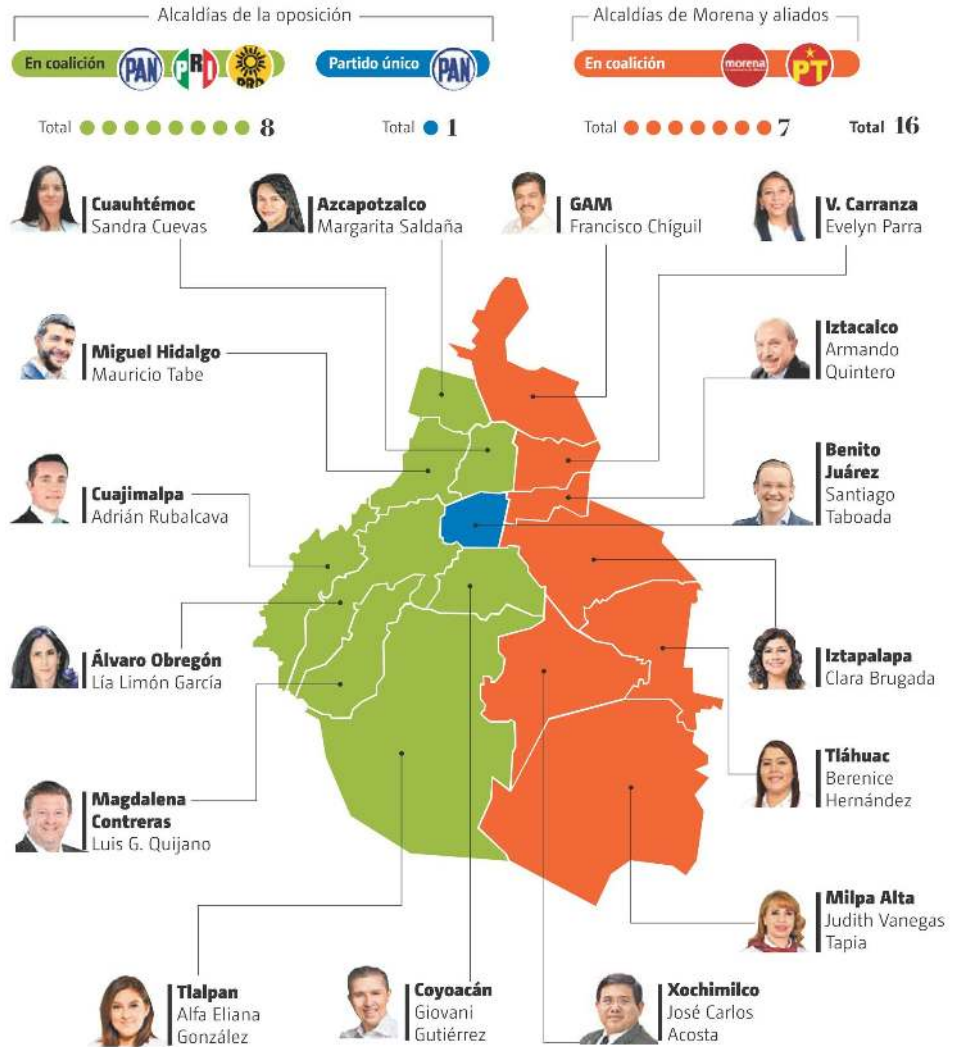 Alcaldías de la oposición
Alcaldías de Morena y aliados
En coalición PAN PRD PRD
Partido único PAN
En coalición morena PT
Total 8
Total 1
Total 7
Total 16
Cuauhtémoc
Sandra Cuevas
Azcapotzalco
Margarita Saldaña
GAM
Francisco Chíguil
V. Carranza
Evelyn Parra
Miguel Hidalgo
Mauricio Tabe
Iztacalco
Armando
Quintero
Cuajimalpa
Adrián Rubalcava
Benito
Juárez
Santiago
Taboada
Álvaro Obregón
Lía Limón García
Iztapalapa
Clara Brugada
Magdalena
Contreras
Luis G. Quijano
Tláhuac
Berenice
Hernández
Milpa Alta
Judith Vanegas
Tapia
Tlalpan
Alfa Eliana
González
Coyoacán
Giovani
Gutiérrez
Xochimilco
José Carlos
Acosta